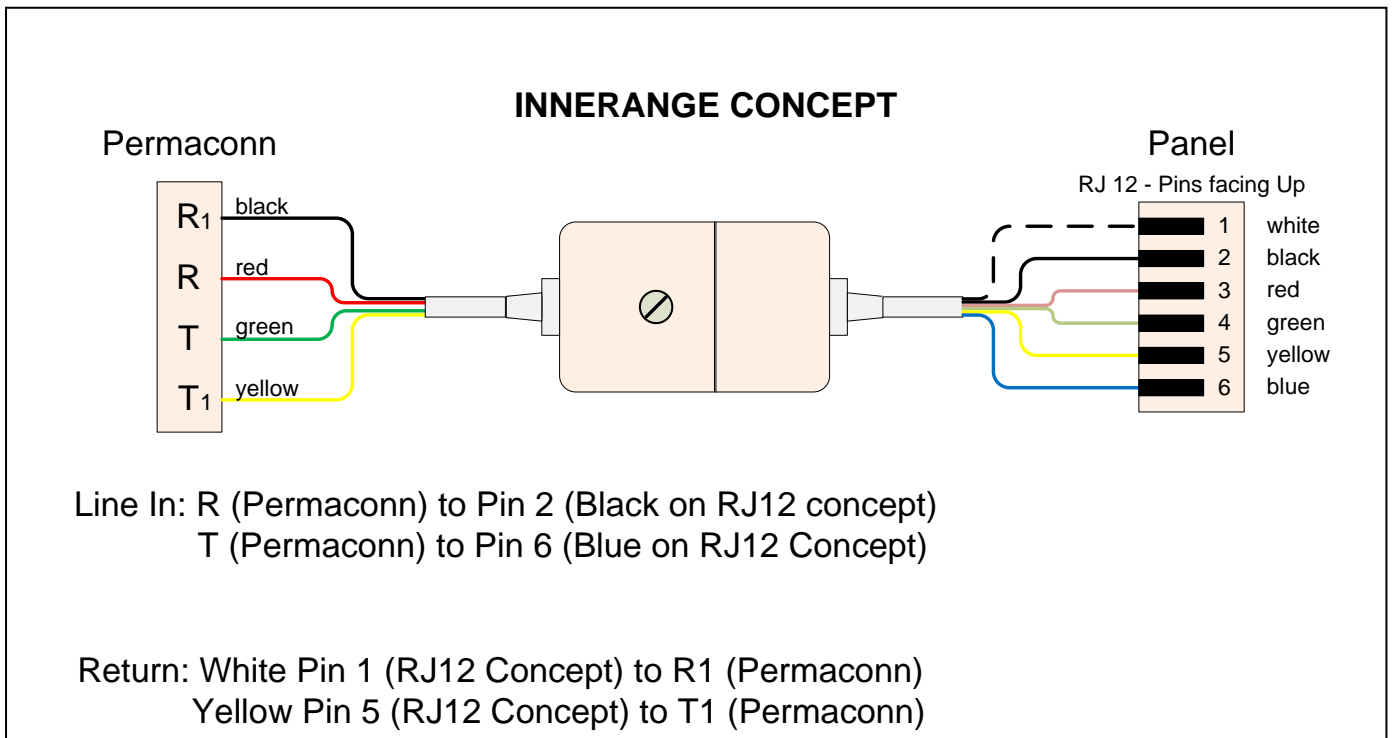 INNERANGE CONCEPT
Permaconn
Panel
RJ 12 - Pins facing Up
R1 black
R red
T green
T1 yellow
1 white
2 black
3 red
4 green
5 yellow
6 blue
Line In: R (Permaconn) to Pin 2 (Black on RJ12 concept)
T (Permaconn) to Pin 6 (Blue on RJ12 Concept)
Return: White Pin 1 (RJ12 Concept) to R1 (Permaconn)
Yellow Pin 5 (RJ12 Concept) to T1 (Permaconn)